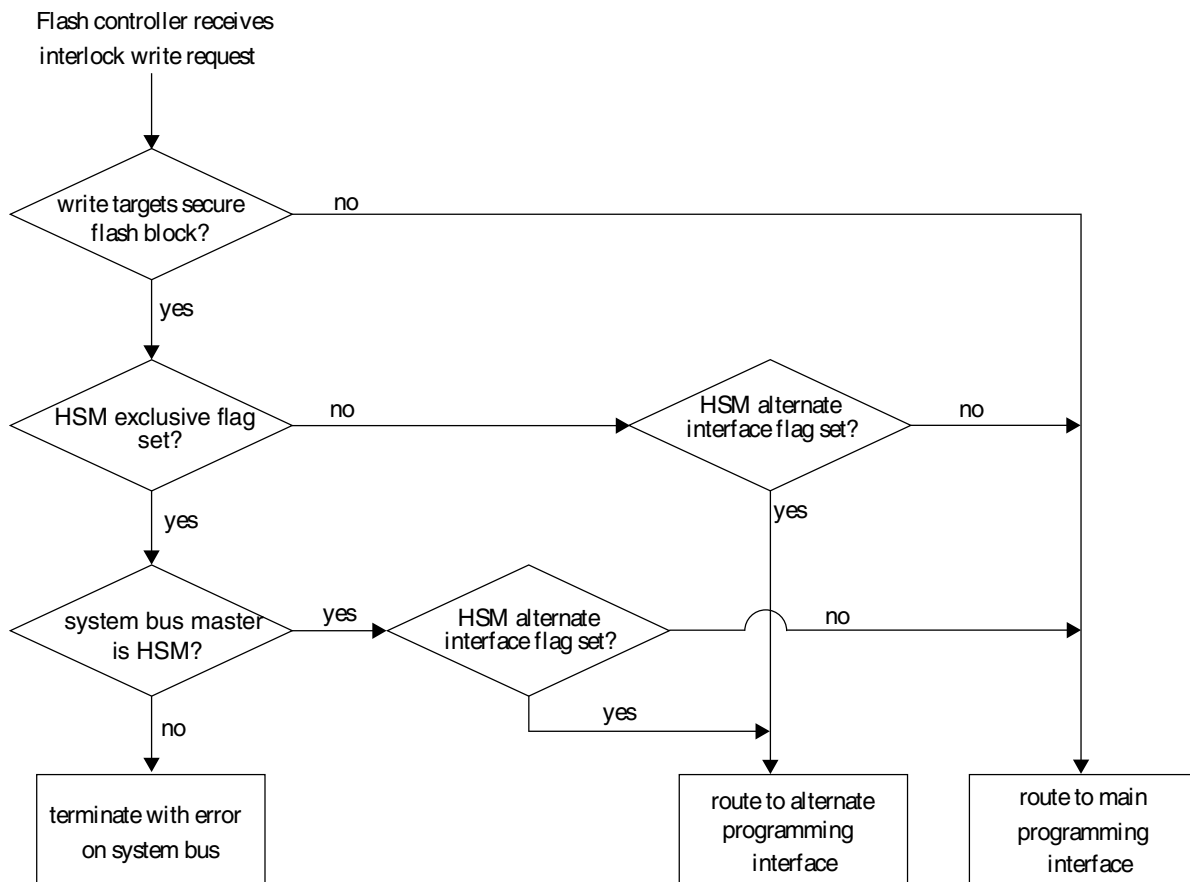 Flash controller receives
interlock write request
write targets secure
flash block?
no
yes
HSM exclusive flag
set?
no
HSM alternate
interface flag set?
no
yes
yes
system bus master
is HSM?
yes
HSM alternate
interface flag set?
no
yes
no
terminate with error
on system bus
route to alternate
programming
interface
route to main
programming
interface